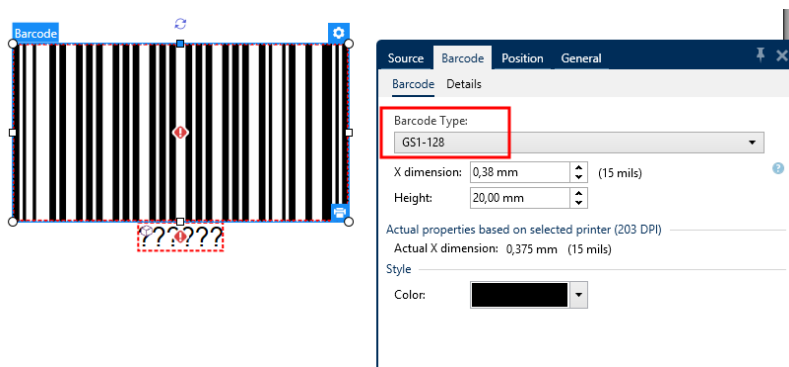 Barcode
??????
Source Barcode Position General
Barcode Details
Barcode Type:
GS1-128
X dimension: 0,38 mm (15 mils)
Height: 20,00 mm
Actual properties based on selected printer (203 DPI)
Actual X dimension: 0,375 mm (15 mils)
Style
Color: